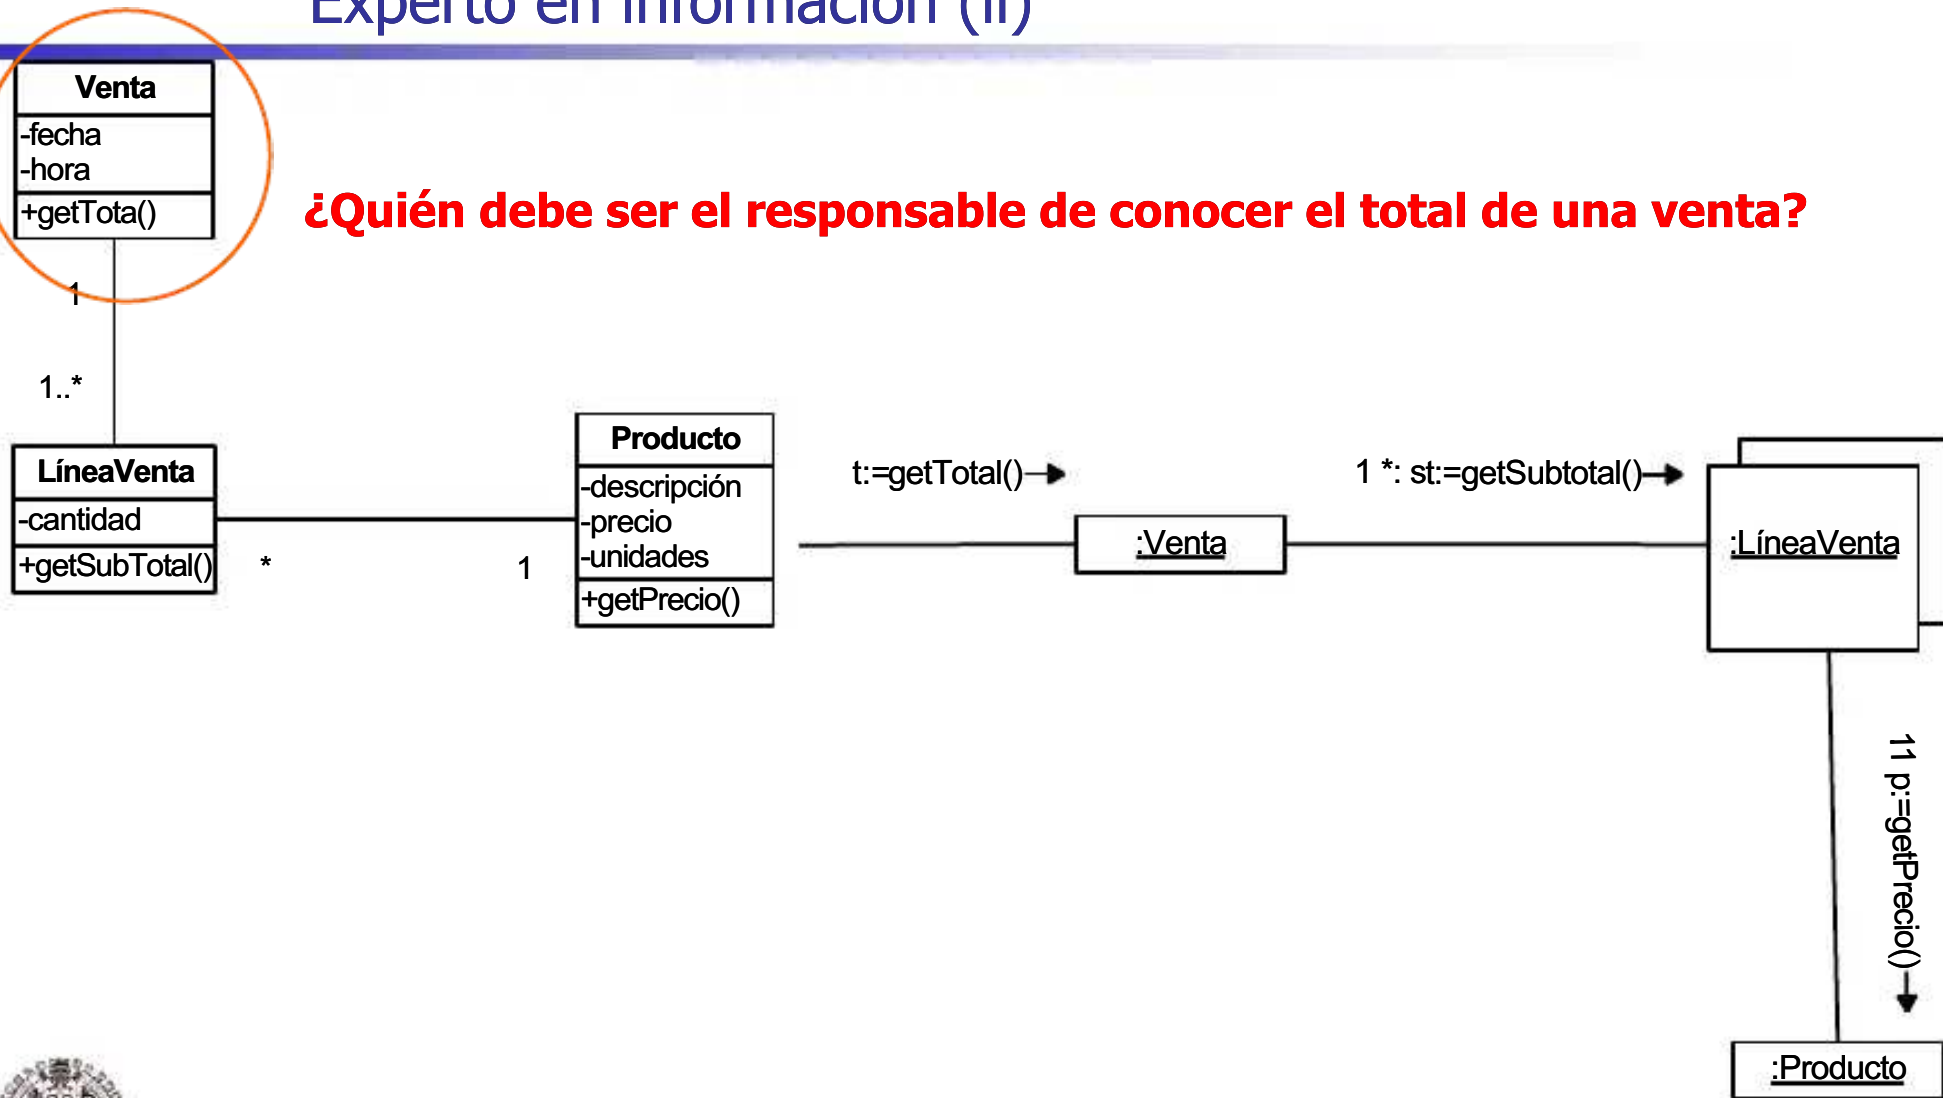 Experto en información (ii)
Venta
-fecha
-hora
+getTota()
¿Quién debe ser el responsable de conocer el total de una venta?
1
1..*
LíneaVenta
-cantidad
+getSubTotal()
*
1
Producto
-descripción
-precio
-unidades
+getPrecio()
t:=getTotal()
:Venta
1 *: st:=getSubtotal()
:LíneaVenta
11 p:=getPrecio()
:Producto